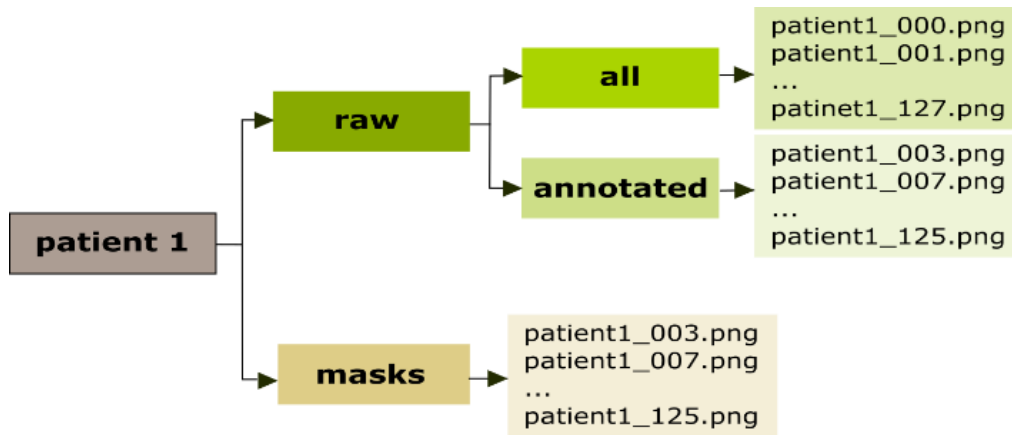 patient 1
raw
all
patient1_000.png
patient1_001.png
...
patinet1_127.png
annotated
patient1_003.png
patient1_007.png
...
patient1_125.png
masks
patient1_003.png
patient1_007.png
...
patient1_125.png